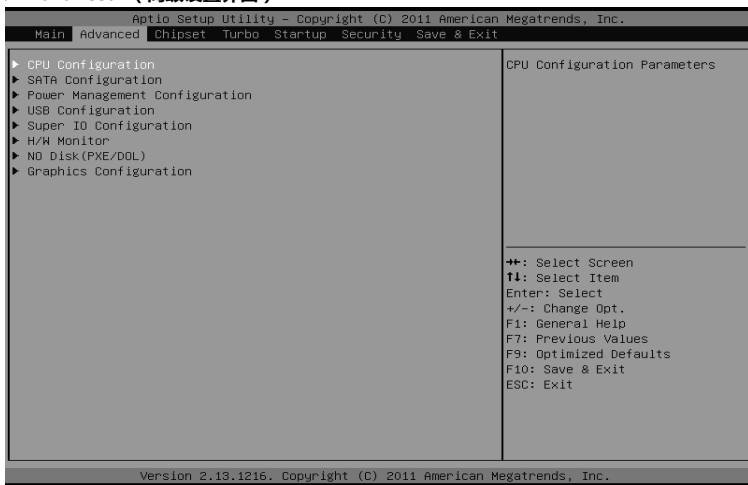 Aptio Setup Utility – Copyright (C) 2011 American Megatrends, Inc.
Main Advanced Chipset Turbo Startup Security Save & Exit
▶ CPU Configuration
▶ SATA Configuration
▶ Power Management Configuration
▶ USB Configuration
▶ Super IO Configuration
▶ H/W Monitor
▶ NO Disk(PXE/DOL)
▶ Graphics Configuration
CPU Configuration Parameters
→←: Select Screen
↑↓: Select Item
Enter: Select
+/-: Change Opt.
F1: General Help
F7: Previous Values
F9: Optimized Defaults
F10: Save & Exit
ESC: Exit
Version 2.13.1216. Copyright (C) 2011 American Megatrends, Inc.